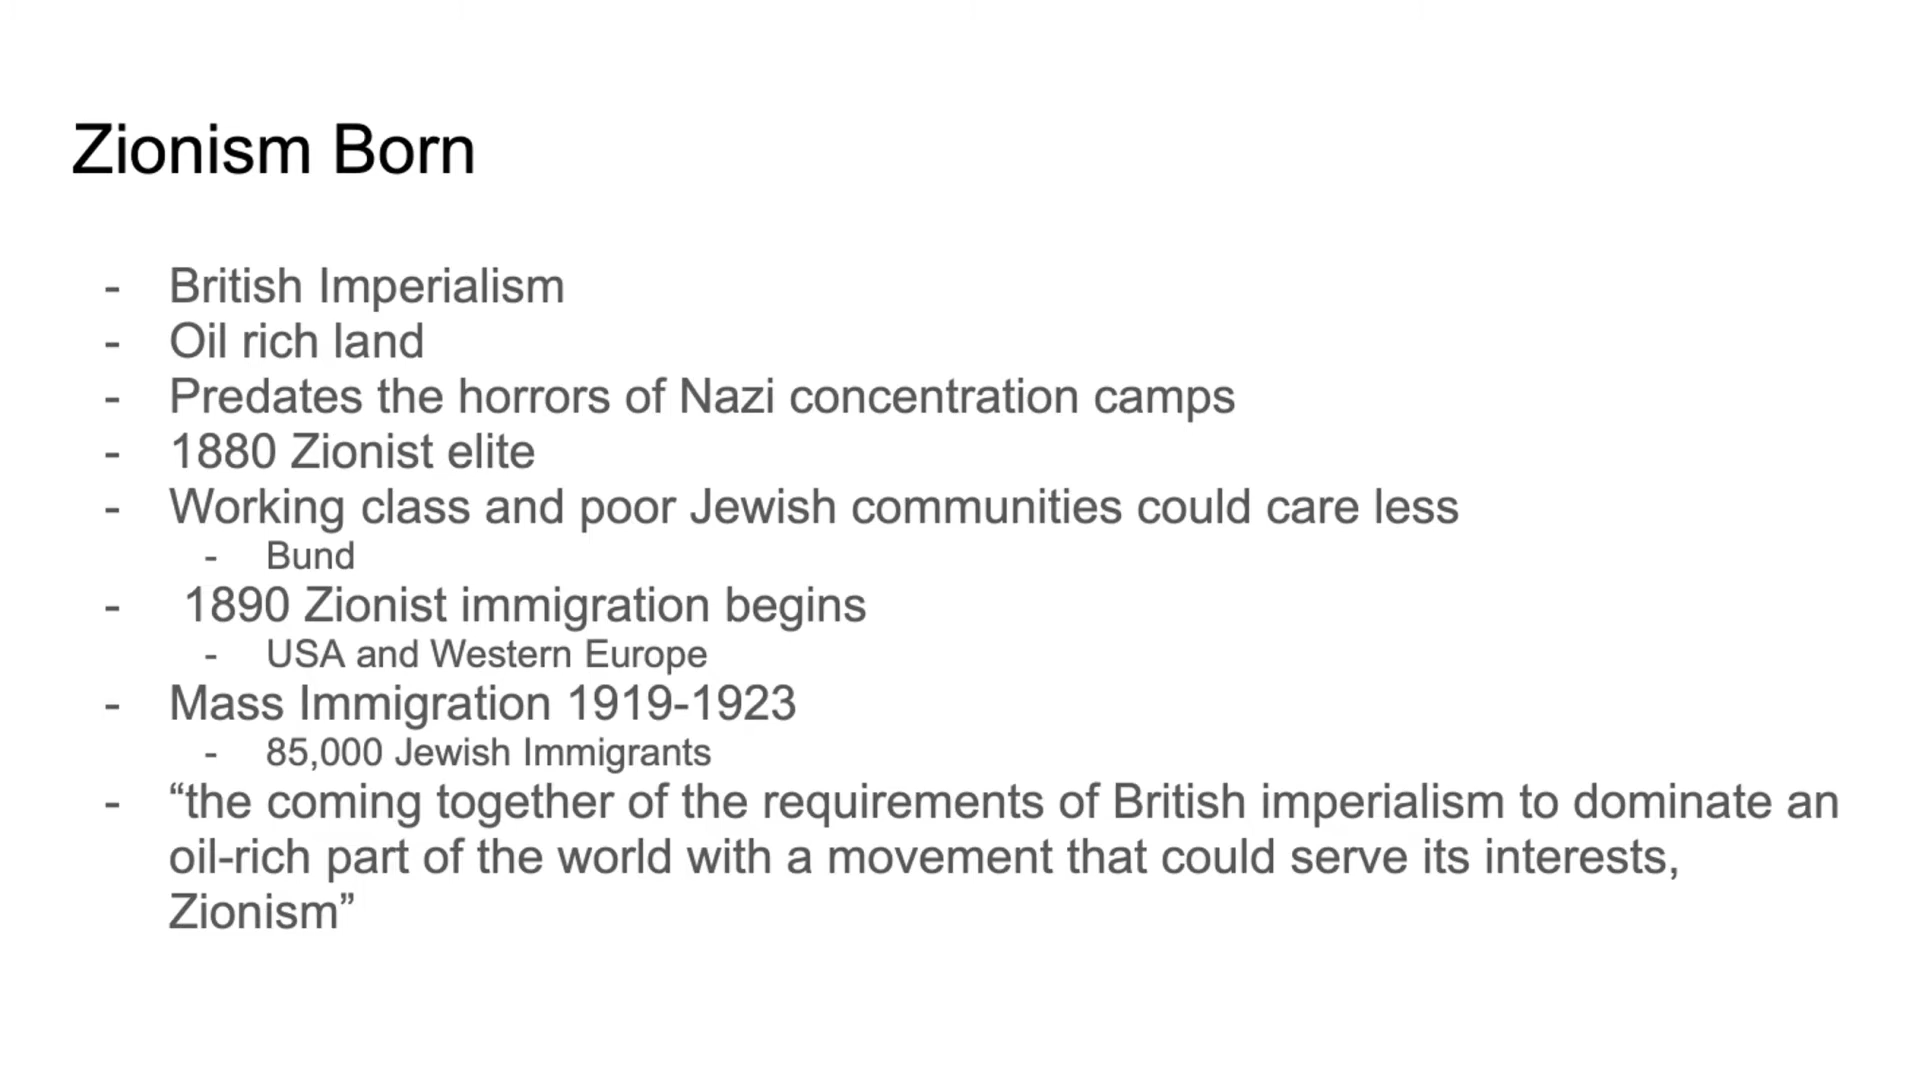 Zionism Born
- British Imperialism
- Oil rich land
- Predates the horrors of Nazi concentration camps
- 1880 Zionist elite
- Working class and poor Jewish communities could care less
- Bund
- 1890 Zionist immigration begins
- USA and Western Europe
- Mass Immigration 1919-1923
- 85,000 Jewish Immigrants
- “the coming together of the requirements of British imperialism to dominate an
oil-rich part of the world with a movement that could serve its interests,
Zionism”